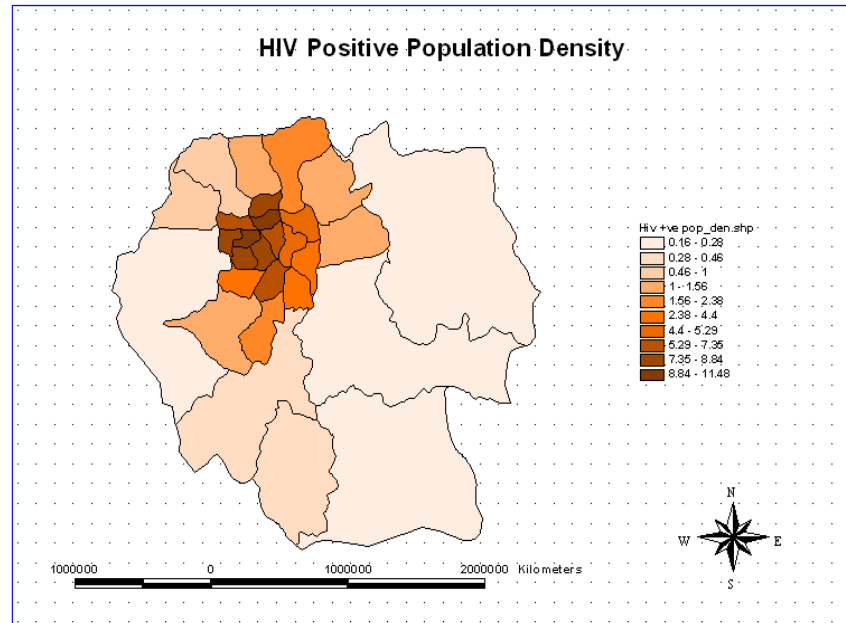 HIV Positive Population Density
Hiv +ve pop_den.shp
0.16 - 0.28
0.28 - 0.46
0.46 - 1
1 - 1.56
1.56 - 2.38
2.38 - 4.4
4.4 - 5.29
5.29 - 7.35
7.35 - 8.84
8.84 - 11.48
N
W E
S
1000000 0 1000000 2000000 Kilometers